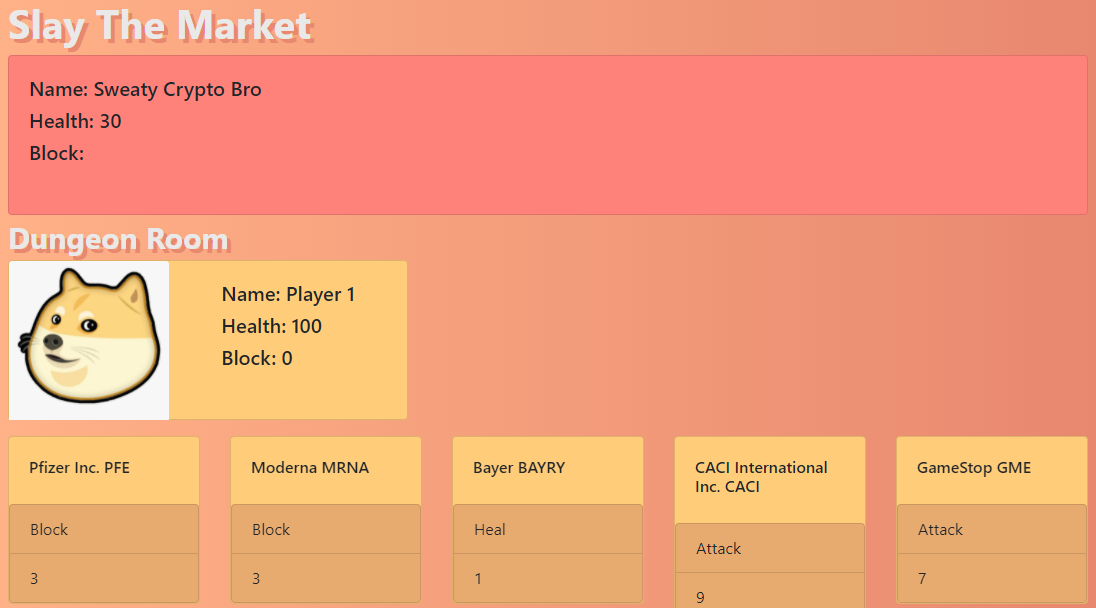 Slay The Market
Name: Sweaty Crypto Bro
Health: 30
Block:
Dungeon Room
Name: Player 1
Health: 100
Block: 0
Pfizer Inc. PFE
Block
3
Moderna MRNA
Block
3
Bayer BAYRY
Heal
1
CACI International
Inc. CACI
Attack
9
GameStop GME
Attack
7